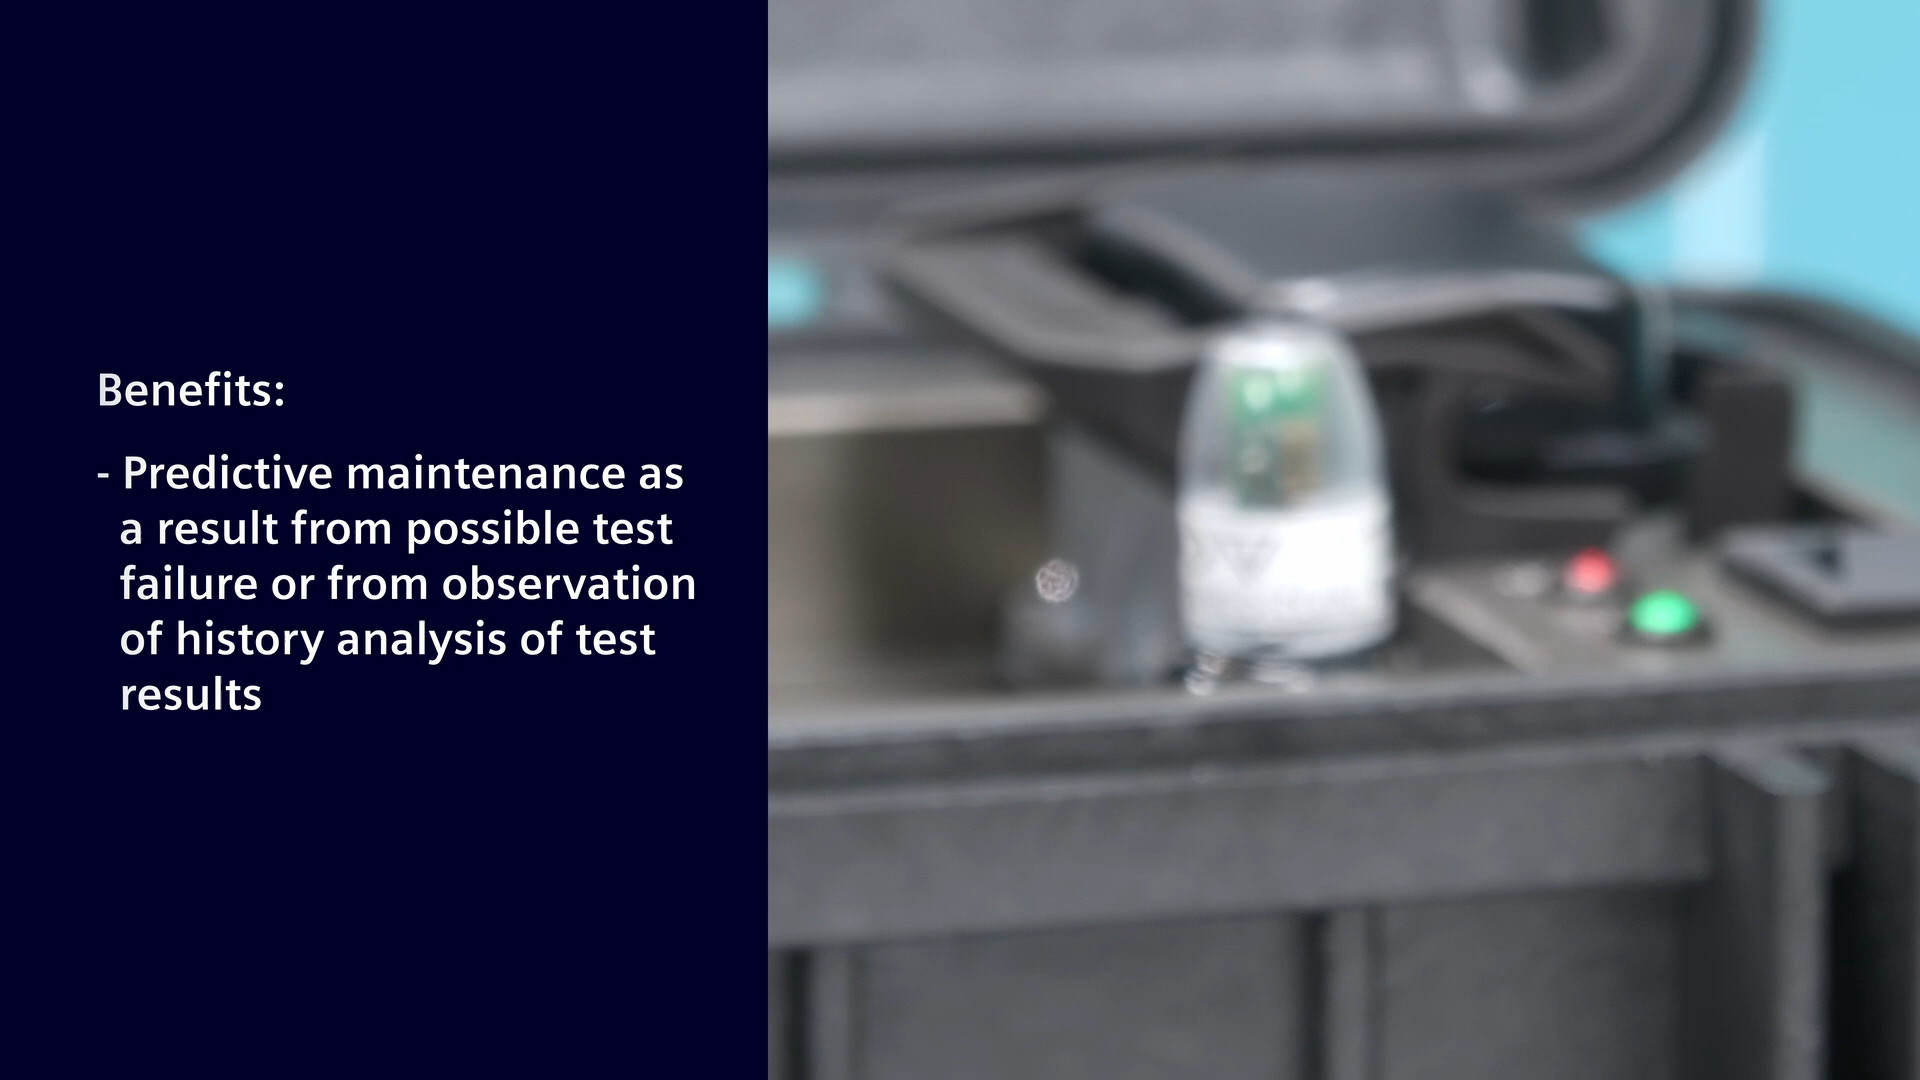 Benefits:
- Predictive maintenance as
a result from possible test
failure or from observation
of history analysis of test
results